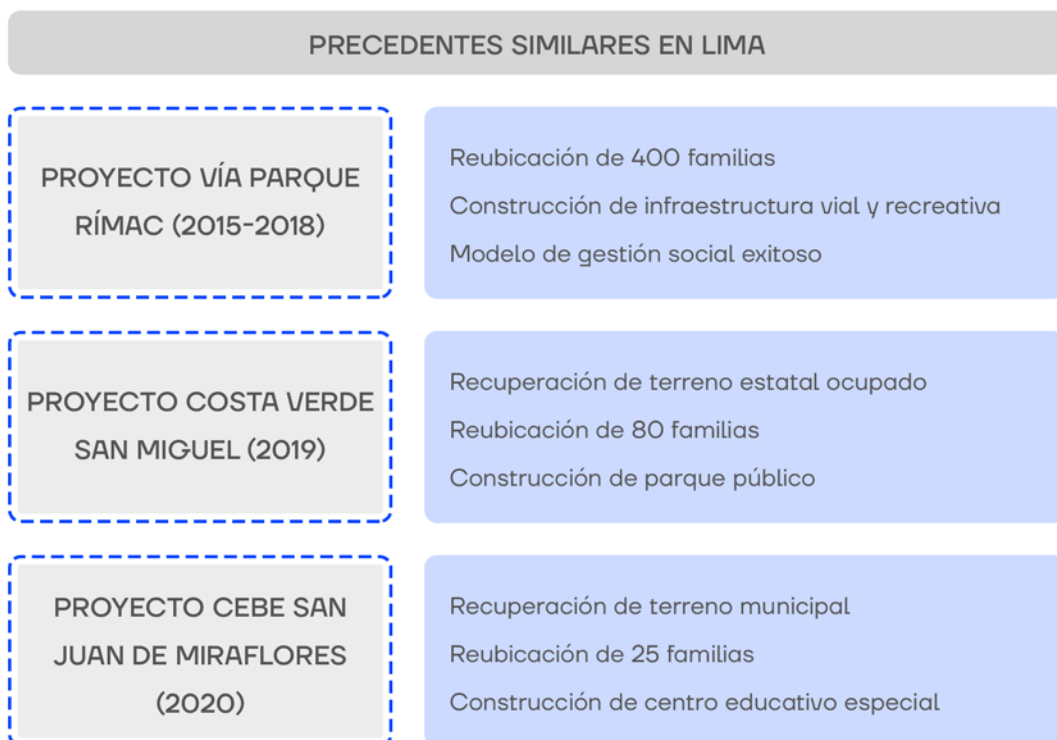 PRECEDENTES SIMILARES EN LIMA
PROYECTO VÍA PARQUE
RÍMAC (2015-2018)
Reubicación de 400 familias
Construcción de infraestructura vial y recreativa
Modelo de gestión social exitoso
PROYECTO COSTA VERDE
SAN MIGUEL (2019)
Recuperación de terreno estatal ocupado
Reubicación de 80 familias
Construcción de parque público
PROYECTO CEBE SAN
JUAN DE MIRAFLORES
(2020)
Recuperación de terreno municipal
Reubicación de 25 familias
Construcción de centro educativo especial